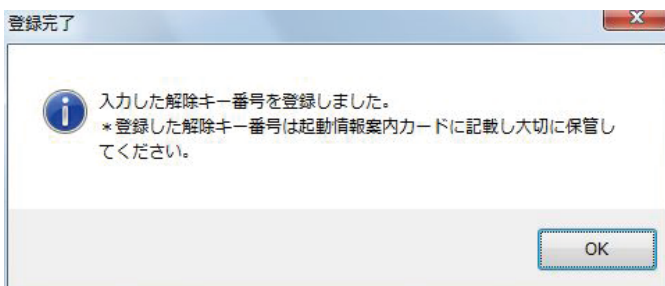 登録完了
入力した解除キー番号を登録しました。
＊登録した解除キー番号は起動情報案内カードに記載し大切に保管し
てください。
OK